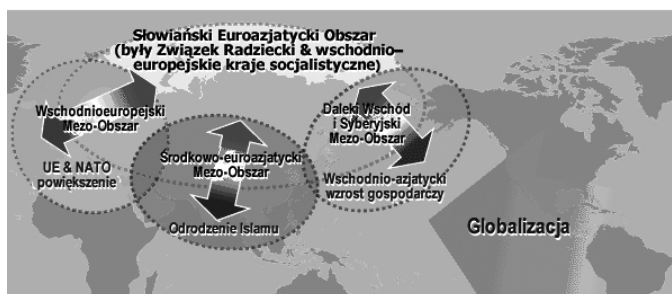 Słowiański Euroazjatycki Obszar
(były Związek Radziecki & wschodnio–
europejskie kraje socjalistyczne)
Wschodnioeuropejski
Mezo-Obszar
UE & NATO
powiększenie
Środkowo-euroazjatycki
Mezo-Obszar
Odrodzenie Islamu
Daleki Wschód
i Syberyjski
Mezo-Obszar
Wschodnio-azjatycki
wzrost gospodarczy
Globalizacja